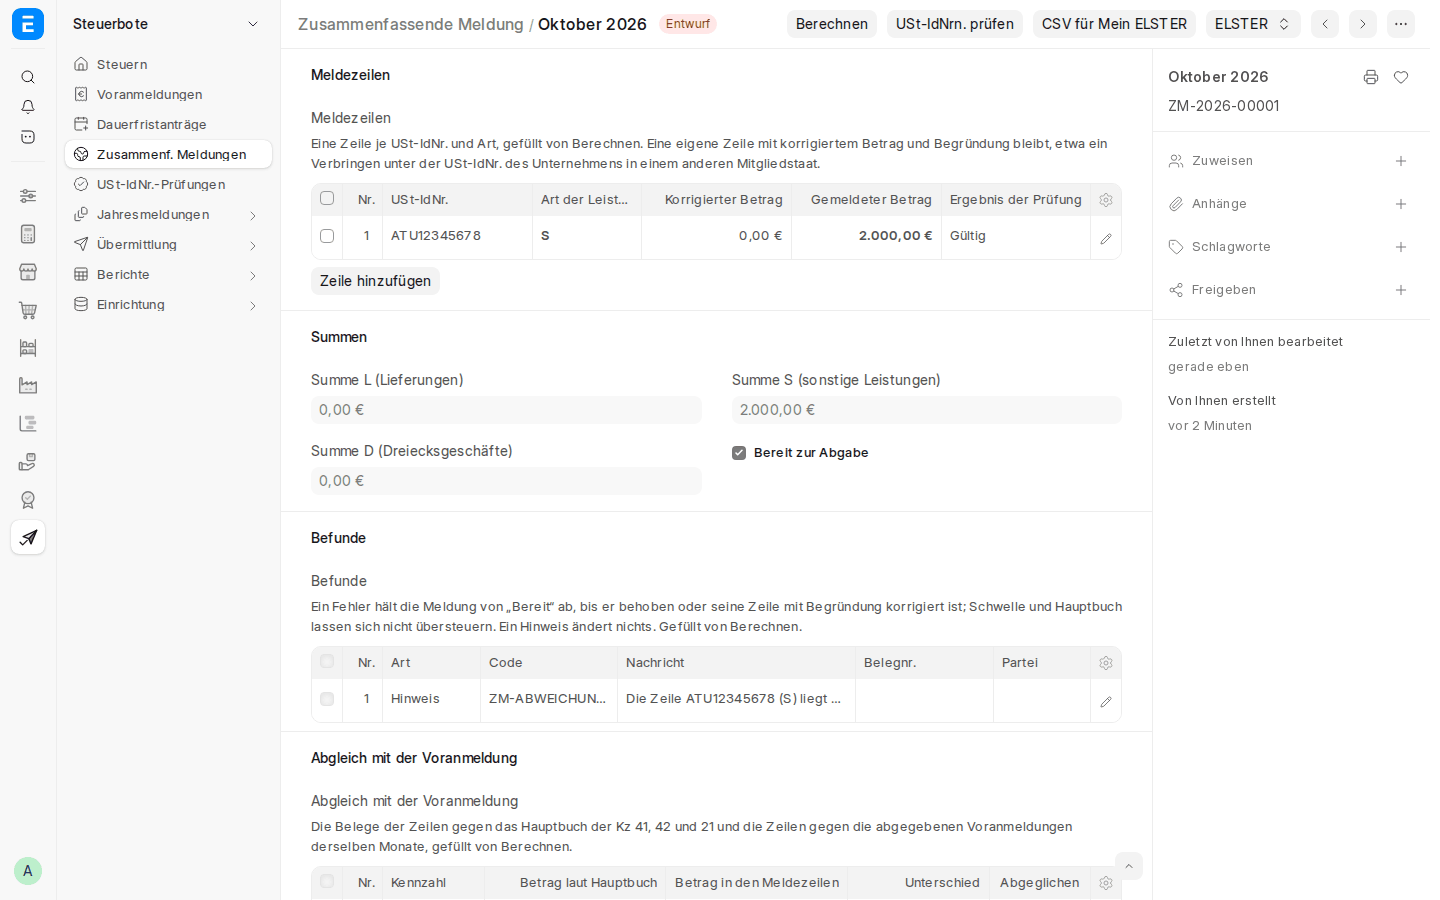 Steuerbote
Steuern
Voranmeldungen
Dauerfristanträge
Zusammenf. Meldungen
USt-IdNr.-Prüfungen
Jahresmeldungen
Übermittlung
Berichte
Einrichtung
A
Zusammenfassende Meldung / Oktober 2026 Entwurf
Berechnen
USt-IdNrn. prüfen
CSV für Mein ELSTER
ELSTER
Meldezeilen
Meldezeilen
Eine Zeile je USt-IdNr. und Art, gefüllt von Berechnen. Eine eigene Zeile mit korrigiertem Betrag und Begründung bleibt, etwa ein
Verbringen unter der USt-IdNr. des Unternehmens in einem anderen Mitgliedstaat.
Nr. USt-IdNr. Art der Leist... Korrigierter Betrag Gemeldeter Betrag Ergebnis der Prüfung
1 ATU12345678 S 0,00 € 2.000,00 € Gültig
Zeile hinzufügen
Summen
Summe L (Lieferungen) Summe S (sonstige Leistungen)
0,00 € 2.000,00 €
Summe D (Dreiecksgeschäfte) Bereit zur Abgabe
0,00 €
Befunde
Befunde
Ein Fehler hält die Meldung von „Bereit“ ab, bis er behoben oder seine Zeile mit Begründung korrigiert ist; Schwelle und Hauptbuch
lassen sich nicht übersteuern. Ein Hinweis ändert nichts. Gefüllt von Berechnen.
Nr. Art Code Nachricht Belegnr. Partei
1 Hinweis ZM-ABWEICHUN... Die Zeile ATU12345678 (S) liegt ...
Abgleich mit der Voranmeldung
Abgleich mit der Voranmeldung
Die Belege der Zeilen gegen das Hauptbuch der Kz 41, 42 und 21 und die Zeilen gegen die abgegebenen Voranmeldungen
derselben Monate, gefüllt von Berechnen.
Nr. Kennzahl Betrag laut Hauptbuch Betrag in den Meldezeilen Unterschied Abgeglichen
Oktober 2026
ZM-2026-00001
Zuweisen
Anhänge
Schlagworte
Freigeben
Zuletzt von Ihnen bearbeitet
gerade eben
Von Ihnen erstellt
vor 2 Minuten